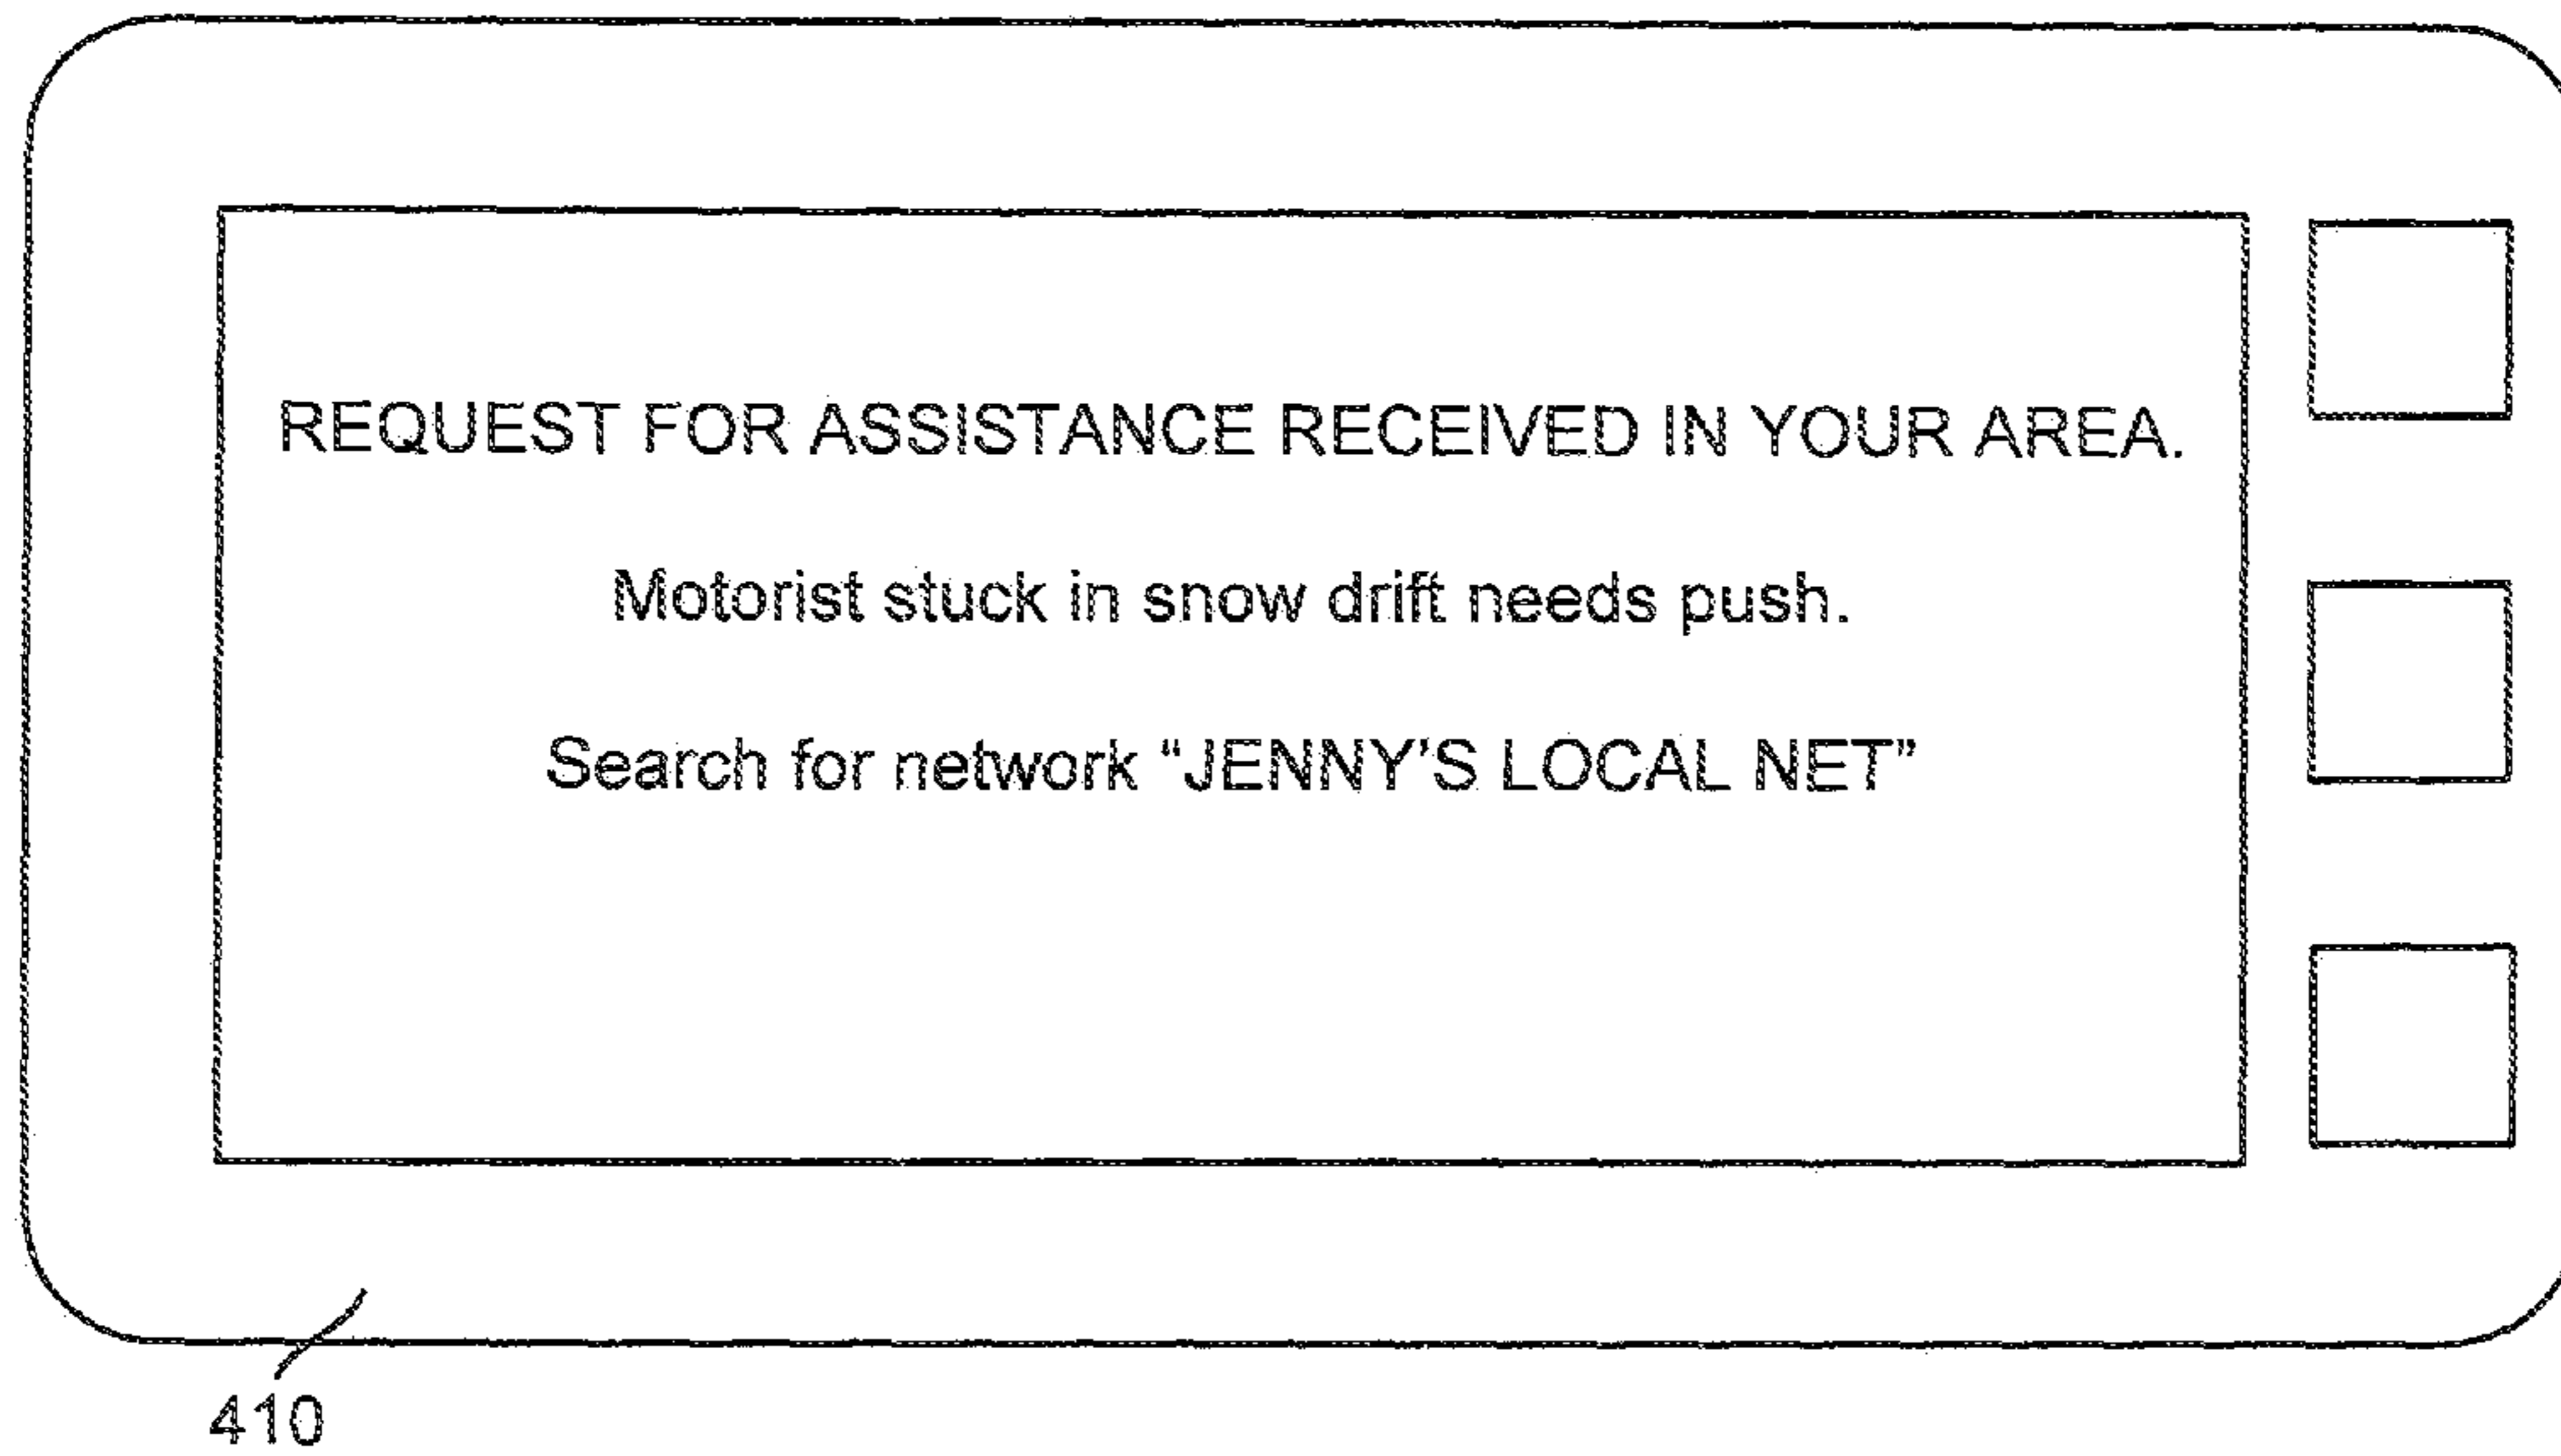 REQUEST FOR ASSISTANCE RECEIVED IN YOUR AREA.
Motorist stuck in snow drift needs push.
Search for network “JENNY’S LOCAL NET”
410